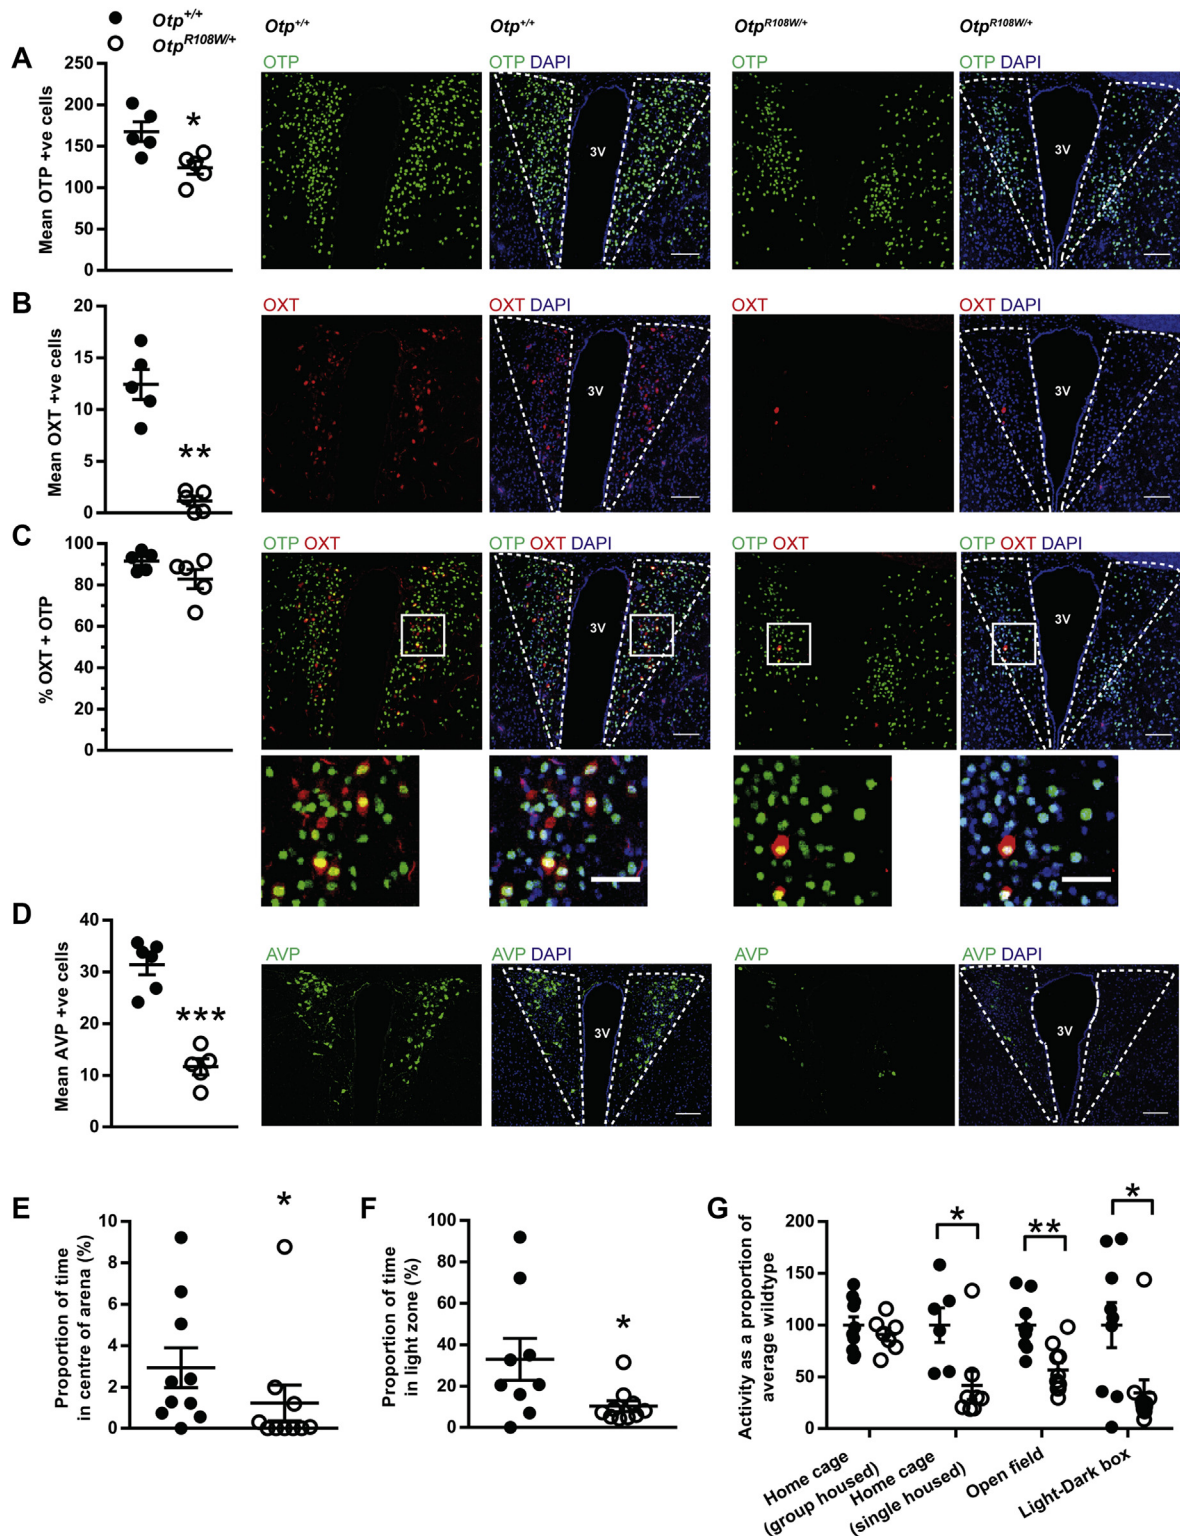 Otp+/+
OtpR108W/+
Otp+/+
Otp+/+
OtpR108W/+
OtpR108W/+
A
Mean OTP +ve cells
250
200
150
100
50
0
*
OTP
OTP DAPI
3V
OTP
OTP DAPI
3V
B
Mean OXT +ve cells
20
15
10
5
0
**
OXT
OXT DAPI
3V
OXT
OXT DAPI
3V
C
% OXT + OTP
100
80
60
40
20
0
OTP OXT
OTP OXT DAPI
3V
OTP OXT
OTP OXT DAPI
3V
D
Mean AVP +ve cells
40
30
20
10
0
***
AVP
AVP DAPI
3V
AVP
AVP DAPI
3V
E
Proportion of time
in centre of arena (%)
10
8
6
4
2
0
*
F
Proportion of time
in light zone (%)
100
80
60
40
20
0
*
G
Activity as a proportion of
average wildtype
200
150
100
50
0
*
**
*
Home cage
(group housed)
Home cage
(single housed)
Open field
Light-Dark box